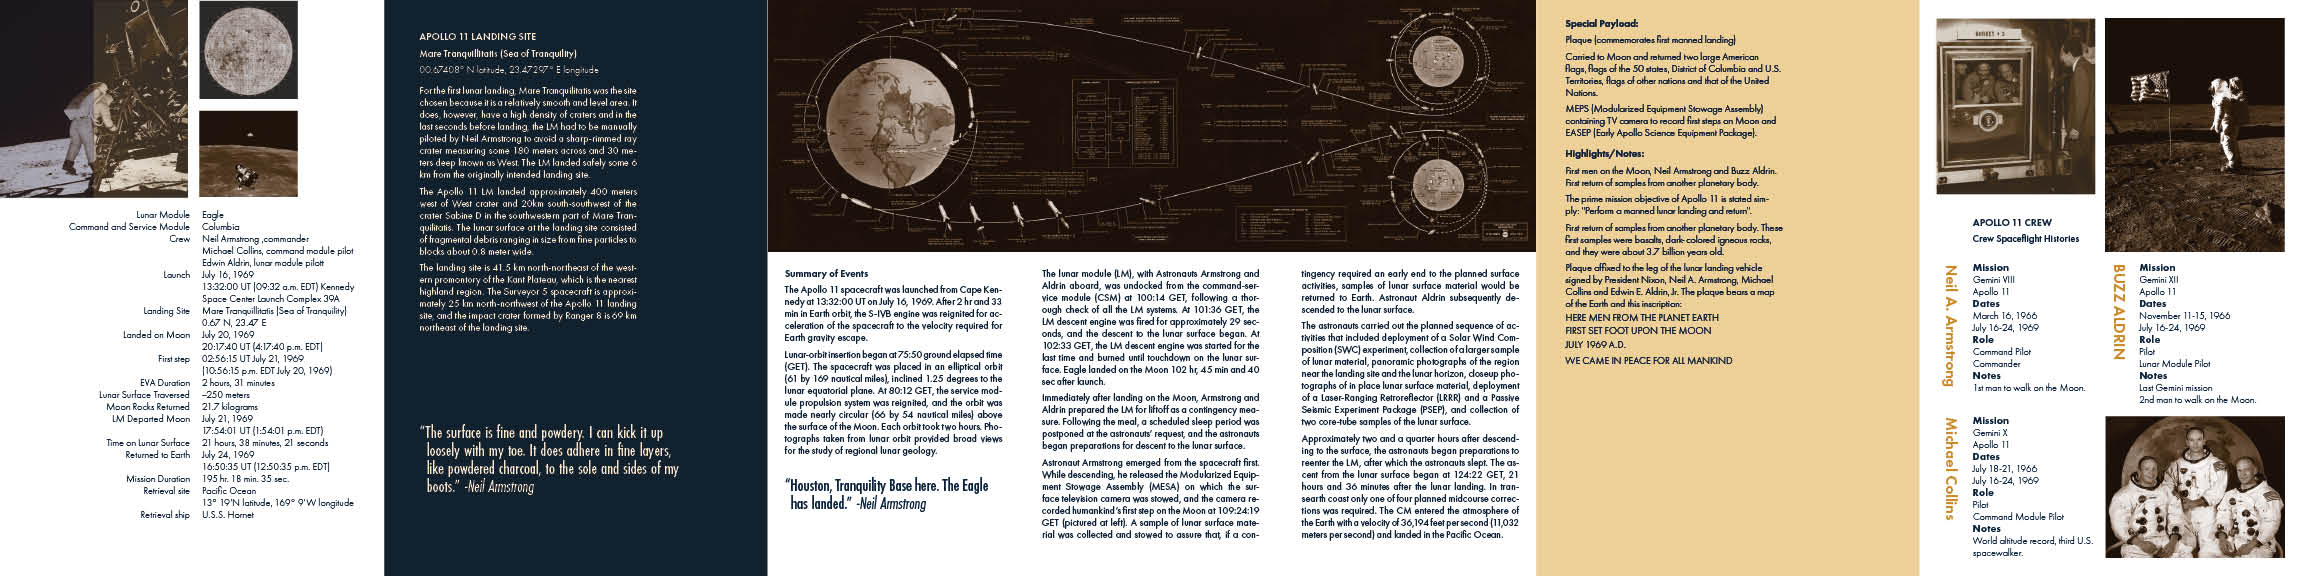 Lunar Module Eagle
Command and Service Module Columbia
Crew Neil Armstrong ,commander
Michael Collins, command module pilot
Edwin Aldrin, lunar module pilott
Launch July 16, 1969
13:32:00 UT (09:32 a.m. EDT) Kennedy
Space Center Launch Complex 39A
Landing Site Mare Tranquillitatis (Sea of Tranquility)
0.67 N, 23.47 E
Landed on Moon July 20, 1969
20:17:40 UT (4:17:40 p.m. EDT)
First step 02:56:15 UT July 21, 1969
(10:56:15 p.m. EDT July 20, 1969)
EVA Duration 2 hours, 31 minutes
Lunar Surface Traversed ~250 meters
Moon Rocks Returned 21.7 kilograms
LM Departed Moon July 21, 1969
17:54:01 UT (1:54:01 p.m. EDT)
Time on Lunar Surface 21 hours, 38 minutes, 21 seconds
Returned to Earth July 24, 1969
16:50:35 UT (12:50:35 p.m. EDT)
Mission Duration 195 hr. 18 min. 35 sec.
Retrieval site Pacific Ocean
13° 19'N latitude, 169° 9'W longitude
Retrieval ship U.S.S. Hornet
APOLLO 11 LANDING SITE
Mare Tranquillitatis (Sea of Tranquility)
00.67408° N latitude, 23.47297° E longitude
For the first lunar landing, Mare Tranquilitatis was the site
chosen because it is a relatively smooth and level area. It
does, however, have a high density of craters and in the
last seconds before landing, the LM had to be manually
piloted by Neil Armstrong to avoid a sharp-rimmed ray
crater measuring some 180 meters across and 30 me-
ters deep known as West. The LM landed safely some 6
km from the originally intended landing site.
The Apollo 11 LM landed approximately 400 meters
west of West crater and 20km south-southwest of the
crater Sabine D in the southwestern part of Mare Tran-
quilitatis. The lunar surface at the landing site consisted
of fragmental debris ranging in size from fine particles to
blocks about 0.8 meter wide.
The landing site is 41.5 km north-northeast of the west-
ern promontory of the Kant Plateau, which is the nearest
highland region. The Surveyor 5 spacecraft is approxi-
mately 25 km north-northwest of the Apollo 11 landing
site, and the impact crater formed by Ranger 8 is 69 km
northeast of the landing site.
"The surface is fine and powdery. I can kick it up
loosely with my toe. It does adhere in fine layers,
like powdered charcoal, to the sole and sides of my
boots." -Neil Armstrong
Summary of Events
The Apollo 11 spacecraft was launched from Cape Ken-
nedy at 13:32:00 UT on July 16, 1969. After 2 hr and 33
min in Earth orbit, the S-IVB engine was reignited for ac-
celeration of the spacecraft to the velocity required for
Earth gravity escape.
Lunar-orbit insertion began at 75:50 ground elapsed time
(GET). The spacecraft was placed in an elliptical orbit
(61 by 169 nautical miles), inclined 1.25 degrees to the
lunar equatorial plane. At 80:12 GET, the service mod-
ule propulsion system was reignited, and the orbit was
made nearly circular (66 by 54 nautical miles) above
the surface of the Moon. Each orbit took two hours. Pho-
tographs taken from lunar orbit provided broad views
for the study of regional lunar geology.
"Houston, Tranquility Base here. The Eagle
has landed." -Neil Armstrong
The lunar module (LM), with Astronauts Armstrong and
Aldrin aboard, was undocked from the command-ser-
vice module (CSM) at 100:14 GET, following a thor-
ough check of all the LM systems. At 101:36 GET, the
LM descent engine was fired for approximately 29 sec-
onds, and the descent to the lunar surface began. At
102:33 GET, the LM descent engine was started for the
last time and burned until touchdown on the lunar sur-
face. Eagle landed on the Moon 102 hr, 45 min and 40
sec after launch.
Immediately after landing on the Moon, Armstrong and
Aldrin prepared the LM for liftoff as a contingency mea-
sure. Following the meal, a scheduled sleep period was
postponed at the astronauts' request, and the astronauts
began preparations for descent to the lunar surface.
Astronaut Armstrong emerged from the spacecraft first.
While descending, he released the Modularized Equip-
ment Stowage Assembly (MESA) on which the sur-
face television camera was stowed, and the camera re-
corded humankind's first step on the Moon at 109:24:19
GET (pictured at left). A sample of lunar surface mate-
rial was collected and stowed to assure that, if a con-
tingency required an early end to the planned surface
activities, samples of lunar surface material would be
returned to Earth. Astronaut Aldrin subsequently de-
scended to the lunar surface.
The astronauts carried out the planned sequence of ac-
tivities that included deployment of a Solar Wind Com-
position (SWC) experiment, collection of a larger sample
of lunar material, panoramic photographs of the region
near the landing site and the lunar horizon, closeup pho-
tographs of in place lunar surface material, deployment
of a Laser-Ranging Retroreflector (LRRR) and a Passive
Seismic Experiment Package (PSEP), and collection of
two core-tube samples of the lunar surface.
Approximately two and a quarter hours after descend-
ing to the surface, the astronauts began preparations to
reenter the LM, after which the astronauts slept. The as-
cent from the lunar surface began at 124:22 GET, 21
hours and 36 minutes after the lunar landing. In tran-
searth coast only one of four planned midcourse correc-
tions was required. The CM entered the atmosphere of
the Earth with a velocity of 36,194 feet per second (11,032
meters per second) and landed in the Pacific Ocean.
Special Payload:
Plaque (commemorates first manned landing)
Carried to Moon and returned two large American
flags, flags of the 50 states, District of Columbia and U.S.
Territories, flags of other nations and that of the United
Nations.
MEPS (Modularized Equipment Stowage Assembly)
containing TV camera to record first steps on Moon and
EASEP (Early Apollo Science Equipment Package).
Highlights/Notes:
First men on the Moon, Neil Armstrong and Buzz Aldrin.
First return of samples from another planetary body.
The prime mission objective of Apollo 11 is stated sim-
ply: "Perform a manned lunar landing and return".
First return of samples from another planetary body. These
first samples were basalts, dark- colored igneous rocks,
and they were about 3.7 billion years old.
Plaque affixed to the leg of the lunar landing vehicle
signed by President Nixon, Neil A. Armstrong, Michael
Collins and Edwin E. Aldrin, Jr. The plaque bears a map
of the Earth and this inscription:
HERE MEN FROM THE PLANET EARTH
FIRST SET FOOT UPON THE MOON
JULY 1969 A.D.
WE CAME IN PEACE FOR ALL MANKIND
HORNET + 3
APOLLO 11 CREW
Crew Spaceflight Histories
Neil A. Armstrong
Mission
Gemini VIII
Apollo 11
Dates
March 16, 1966
July 16-24, 1969
Role
Command Pilot
Commander
Notes
1st man to walk on the Moon.
Michael Collins
Mission
Gemini X
Apollo 11
Dates
July 18-21, 1966
July 16-24, 1969
Role
Pilot
Command Module Pilot
Notes
World altitude record, third U.S.
spacewalker.
BUZZ ALDRIN
Mission
Gemini XII
Apollo 11
Dates
November 11-15, 1966
July 16-24, 1969
Role
Pilot
Lunar Module Pilot
Notes
Last Gemini mission
2nd man to walk on the Moon.